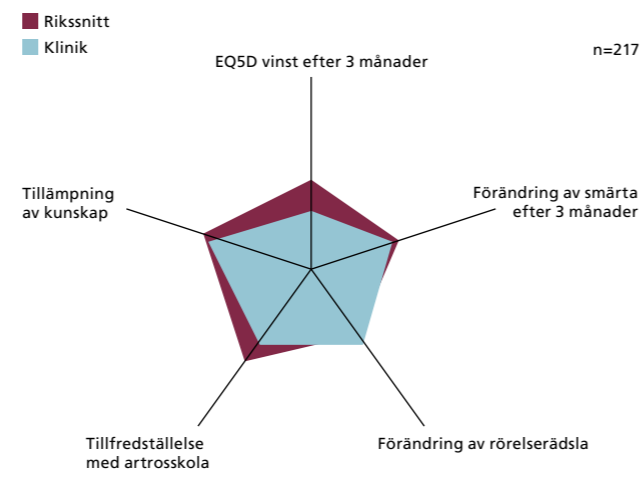 Rikssnitt
Klinik
n=217
EQ5D vinst efter 3 månader
Tillämpning
av kunskap
Förändring av smärta
efter 3 månader
Tillfredställelse
med artrosskola
Förändring av rörelserädsla